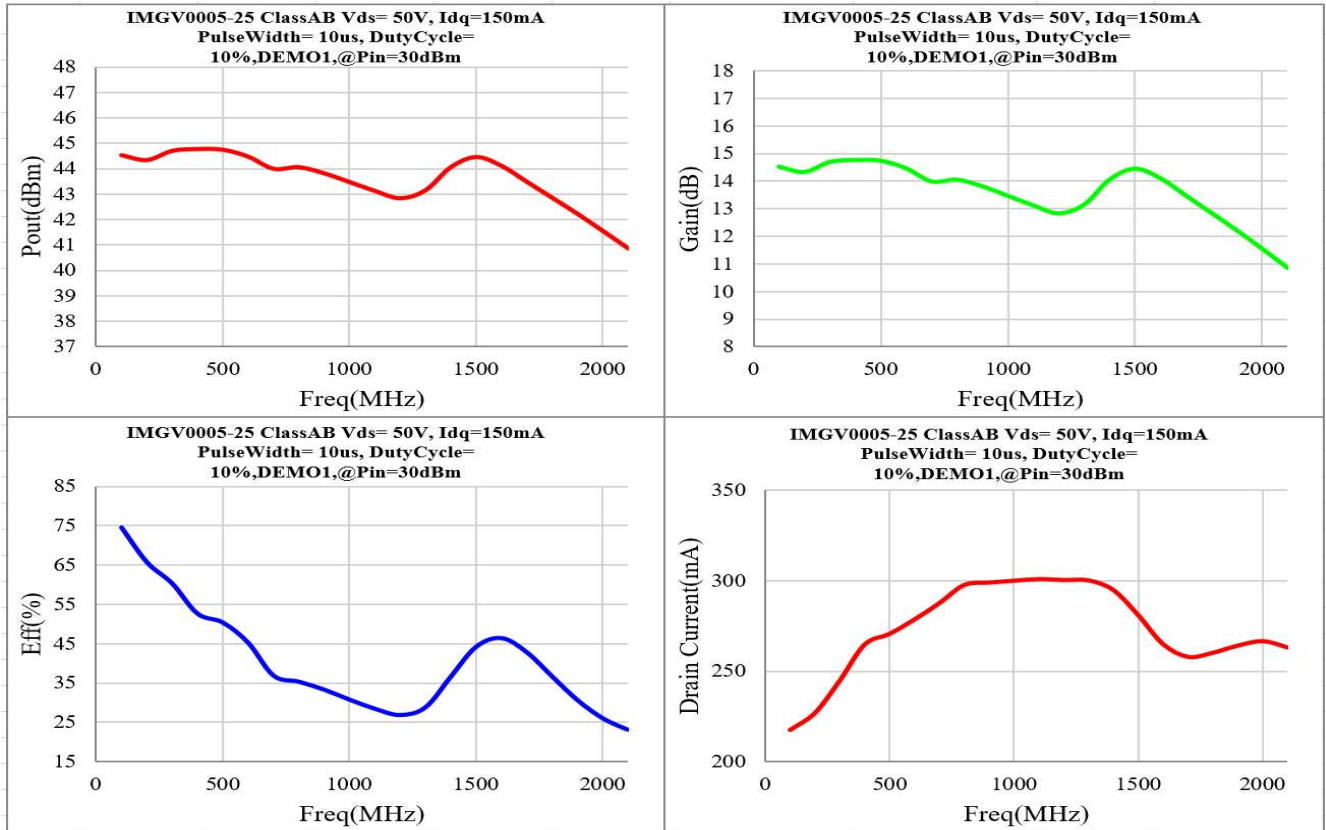 IMGV0005-25 ClassAB Vds= 50V, Idq=150mA
PulseWidth= 10us, DutyCycle=
10%,DEMO1,@Pin=30dBm
48
47
46
45
44
43
42
41
40
39
38
37
Pout(dBm)
0 500 1000 1500 2000
Freq(MHz)
IMGV0005-25 ClassAB Vds= 50V, Idq=150mA
PulseWidth= 10us, DutyCycle=
10%,DEMO1,@Pin=30dBm
18
17
16
15
14
13
12
11
10
9
8
Gain(dB)
0 500 1000 1500 2000
Freq(MHz)
IMGV0005-25 ClassAB Vds= 50V, Idq=150mA
PulseWidth= 10us, DutyCycle=
10%,DEMO1,@Pin=30dBm
85
75
65
55
45
35
25
15
Eff(%)
0 500 1000 1500 2000
Freq(MHz)
IMGV0005-25 ClassAB Vds= 50V, Idq=150mA
PulseWidth= 10us, DutyCycle=
10%,DEMO1,@Pin=30dBm
350
300
250
200
Drain Current(mA)
0 500 1000 1500 2000
Freq(MHz)